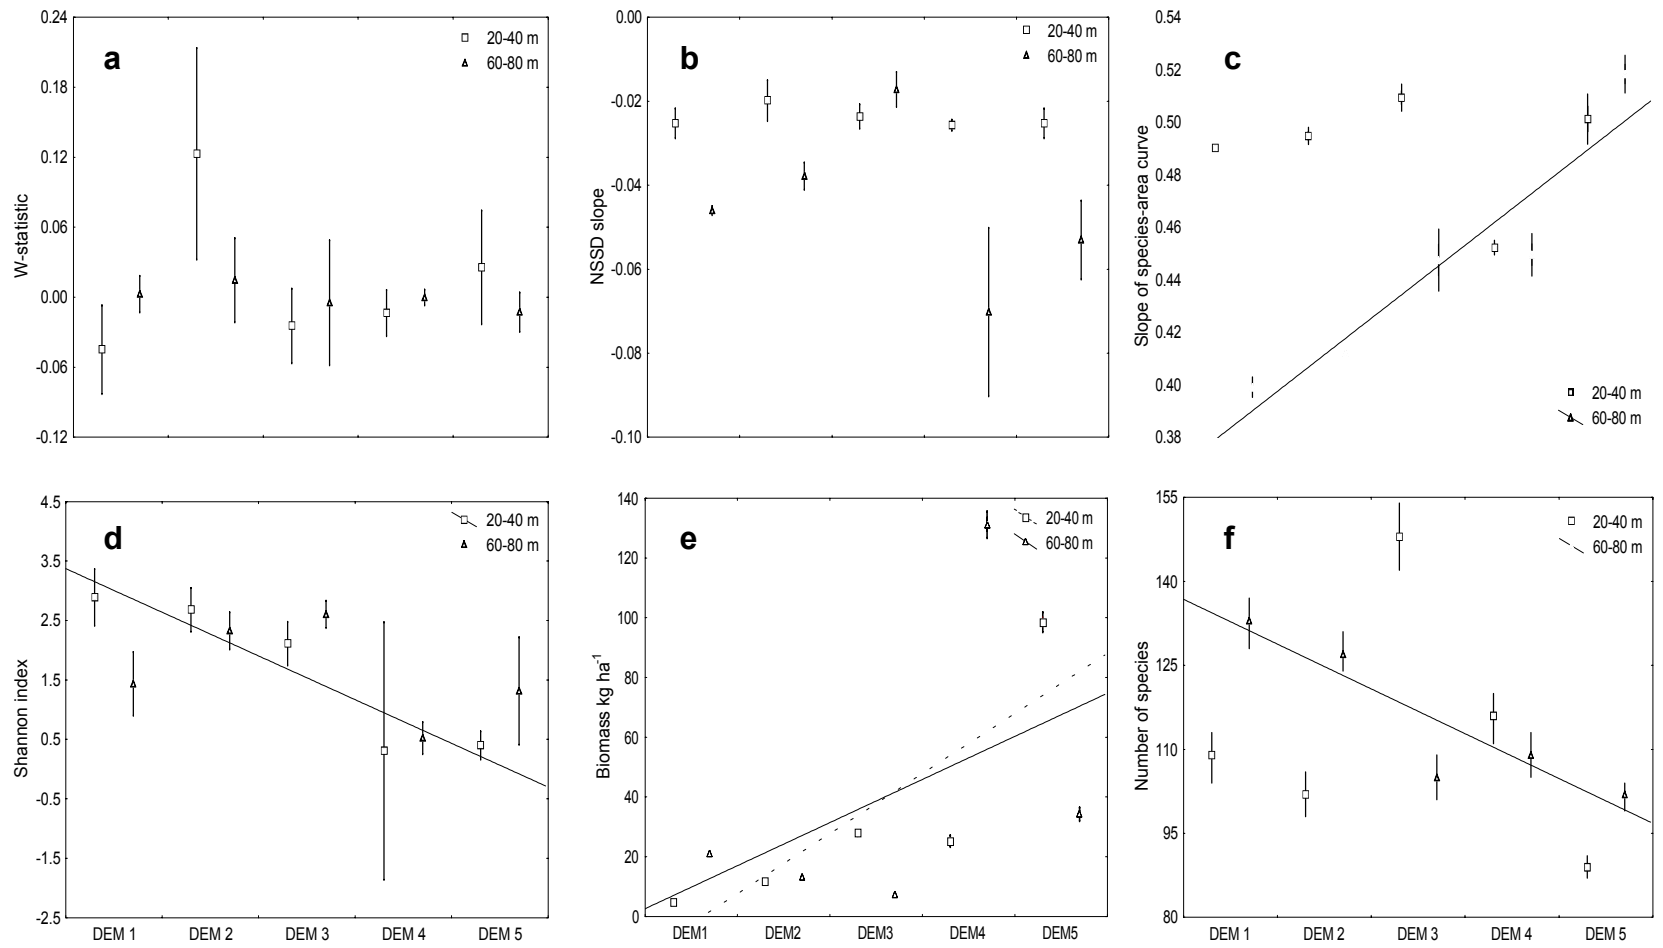 a
W-statistic
0.24
0.18
0.12
0.06
0.00
-0.06
-0.12
20-40 m
60-80 m
b
NSSD slope
0.00
-0.02
-0.04
-0.06
-0.08
-0.10
20-40 m
60-80 m
c
Slope of species-area curve
0.54
0.52
0.50
0.48
0.46
0.44
0.42
0.40
0.38
20-40 m
60-80 m
d
Shannon index
4.5
3.5
2.5
1.5
0.5
-0.5
-1.5
-2.5
20-40 m
60-80 m
DEM 1 DEM 2 DEM 3 DEM 4 DEM 5
e
Biomass kg ha⁻¹
140
120
100
80
60
40
20
0
20-40 m
60-80 m
DEM1 DEM2 DEM3 DEM4 DEM5
f
Number of species
155
140
125
110
95
80
20-40 m
60-80 m
DEM 1 DEM 2 DEM 3 DEM 4 DEM 5